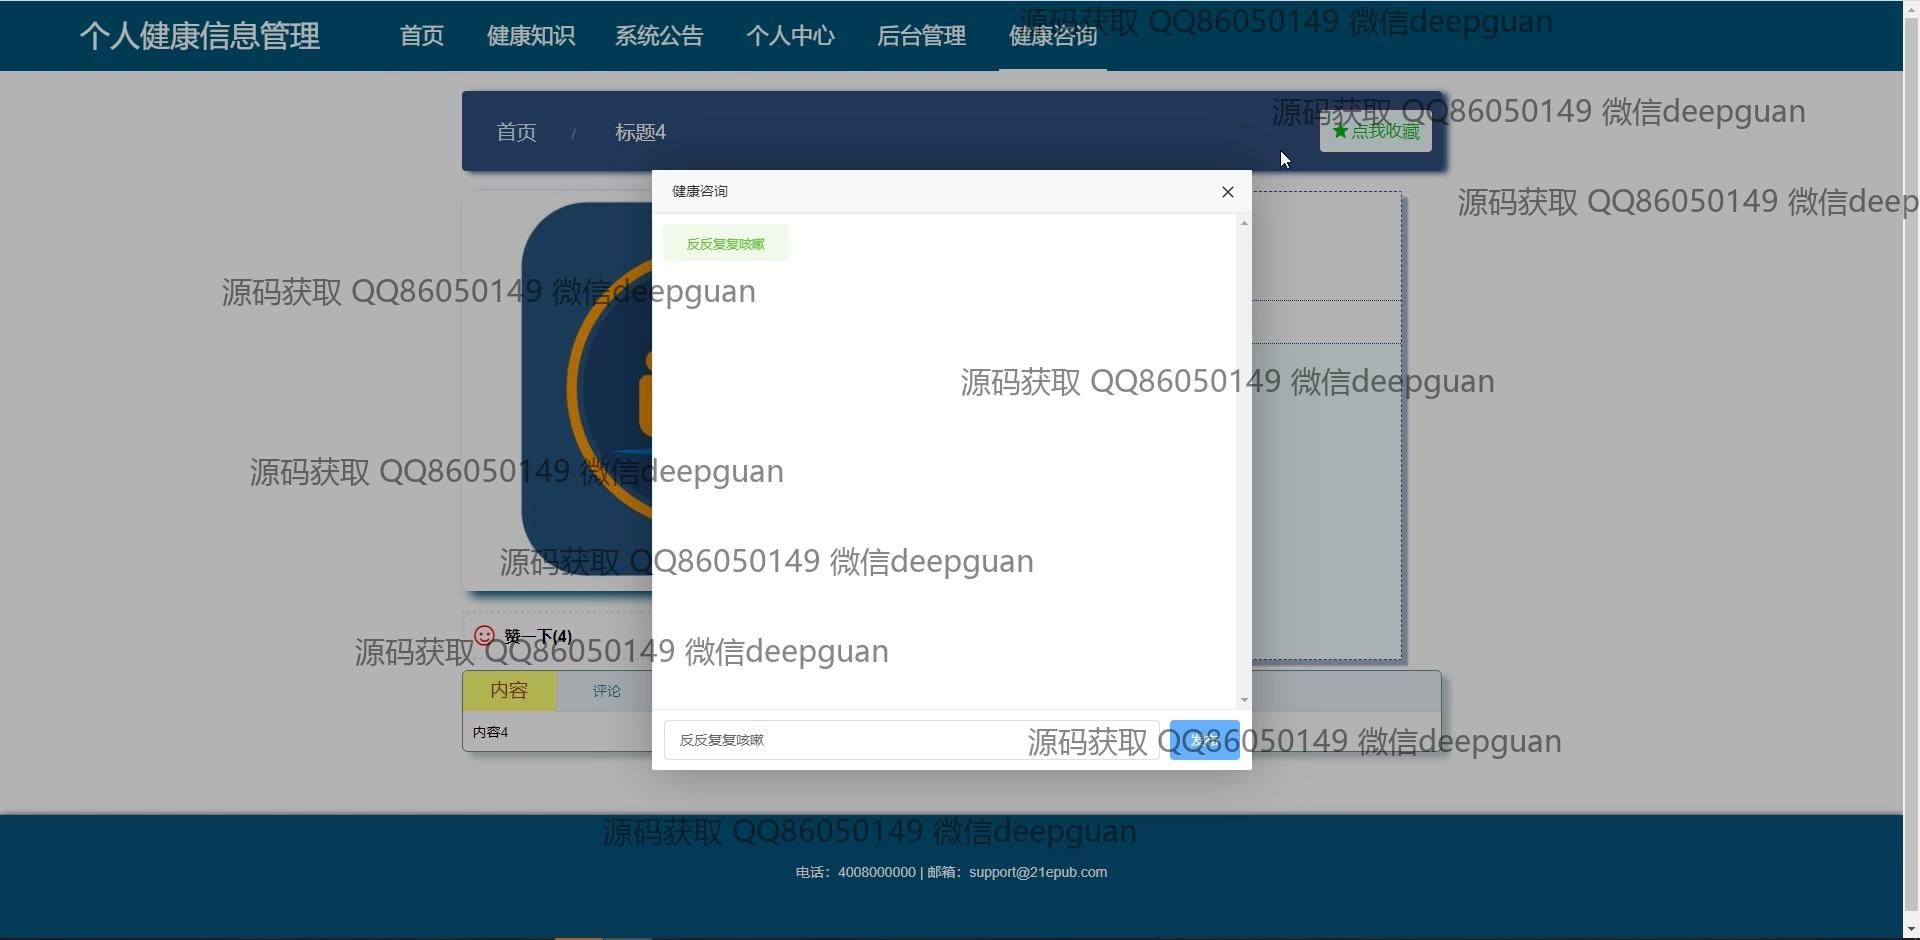 个人健康信息管理 首页 健康知识 系统公告 个人中心 后台管理 健康咨询
源码获取 QQ86050149 微信deepguan
源码获取 QQ86050149 微信deepguan
首页 / 标题4 ★点我收藏
健康咨询
源码获取 QQ86050149 微信deep
反反复复咳嗽
源码获取 QQ86050149 微信deepguan
源码获取 QQ86050149 微信deepguan
源码获取 QQ86050149 微信deepguan
源码获取 QQ86050149 微信deepguan
赞一下(4)
源码获取 QQ86050149 微信deepguan
内容 评论
内容4
反反复复咳嗽
源码获取 QQ86050149 微信deepguan
源码获取 QQ86050149 微信deepguan
电话：4008000000 | 邮箱：support@21epub.com